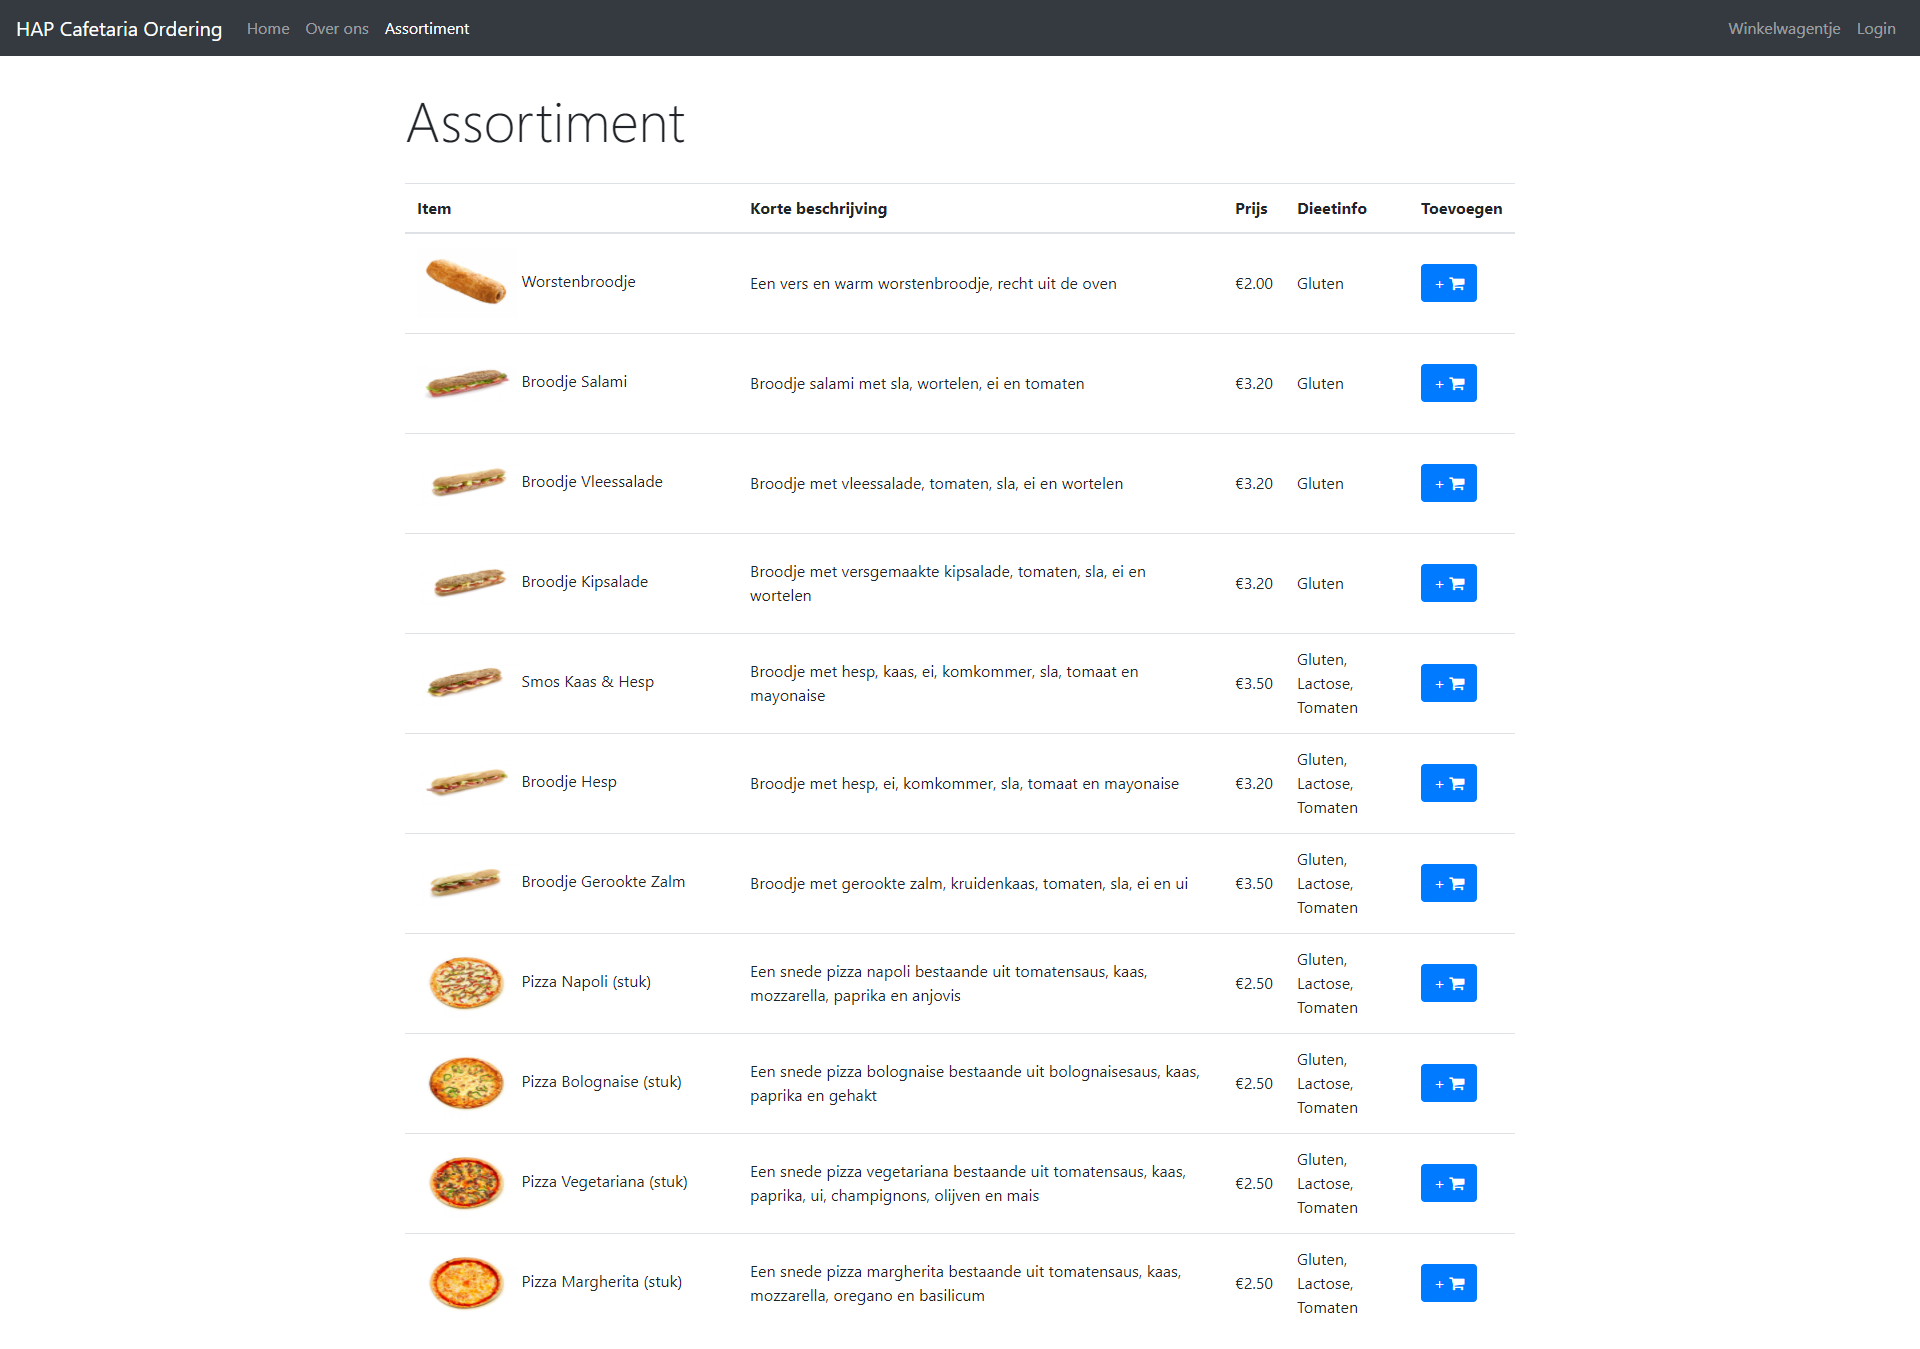 HAP Cafetaria Ordering Home Over ons Assortiment Winkelwagentje Login
Assortiment
Item Korte beschrijving Prijs Dieetinfo Toevoegen
Worstenbroodje Een vers en warm worstenbroodje, recht uit de oven €2.00 Gluten +
Broodje Salami Broodje salami met sla, wortelen, ei en tomaten €3.20 Gluten +
Broodje Vleessalade Broodje met vleessalade, tomaten, sla, ei en wortelen €3.20 Gluten +
Broodje Kipsalade
Broodje met versgemaakte kipsalade, tomaten, sla, ei en
wortelen
€3.20
Gluten
+
Smos Kaas & Hesp
Broodje met hesp, kaas, ei, komkommer, sla, tomaat en
mayonaise
€3.50
Gluten,
Lactose,
Tomaten
+
Broodje Hesp
Broodje met hesp, ei, komkommer, sla, tomaat en mayonaise
€3.20
Gluten,
Lactose,
Tomaten
+
Broodje Gerookte Zalm
Broodje met gerookte zalm, kruidenkaas, tomaten, sla, ei en ui
€3.50
Gluten,
Lactose,
Tomaten
+
Pizza Napoli (stuk)
Een snede pizza napoli bestaande uit tomatensaus, kaas,
mozzarella, paprika en anjovis
€2.50
Gluten,
Lactose,
Tomaten
+
Pizza Bolognaise (stuk)
Een snede pizza bolognaise bestaande uit bolognaisesaus, kaas,
paprika en gehakt
€2.50
Gluten,
Lactose,
Tomaten
+
Pizza Vegetariana (stuk)
Een snede pizza vegetariana bestaande uit tomatensaus, kaas,
paprika, ui, champignons, olijven en mais
€2.50
Gluten,
Lactose,
Tomaten
+
Pizza Margherita (stuk)
Een snede pizza margherita bestaande uit tomatensaus, kaas,
mozzarella, oregano en basilicum
€2.50
Gluten,
Lactose,
Tomaten
+